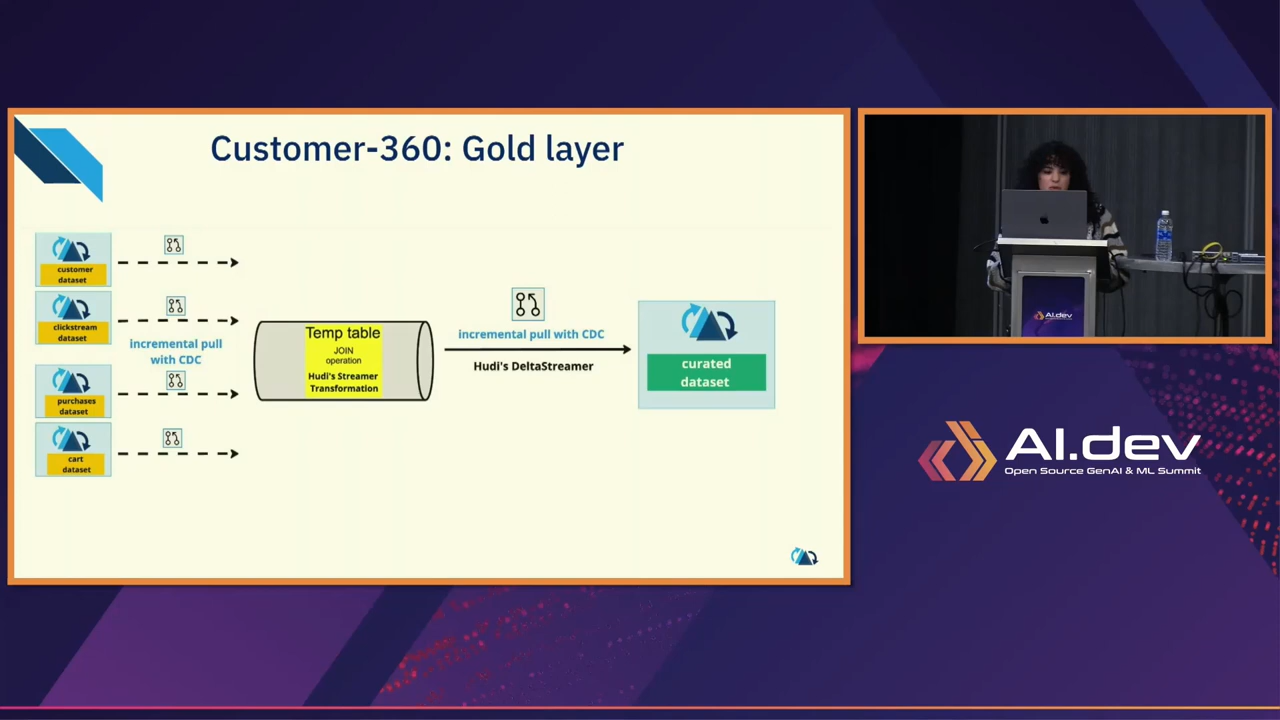 Customer-360: Gold layer
customer
dataset
clickstream
dataset
incremental pull
with CDC
purchases
dataset
cart
dataset
Temp table
JOIN
operation
Hudi's Streamer
Transformation
incremental pull with CDC
Hudi's DeltaStreamer
curated
dataset
AI.dev
AI.dev
Open Source GenAI & ML Summit